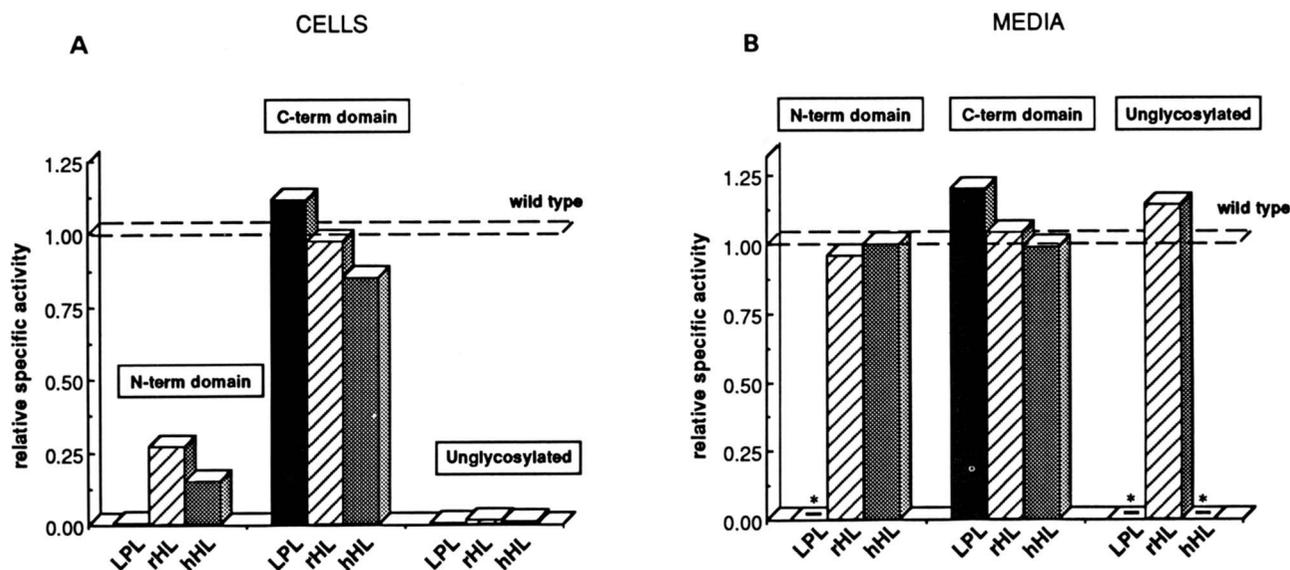 A
CELLS
C-term domain
1.25
wild type
1.00
relative specific activity
0.75
0.50
N-term domain
0.25
Unglycosylated
0.00
LPL rHL hHL LPL rHL hHL LPL rHL hHL
B
MEDIA
N-term domain C-term domain Unglycosylated
1.25
wild type
1.00
relative specific activity
0.75
0.50
0.25
* * *
0.00
LPL rHL hHL LPL rHL hHL LPL rHL hHL